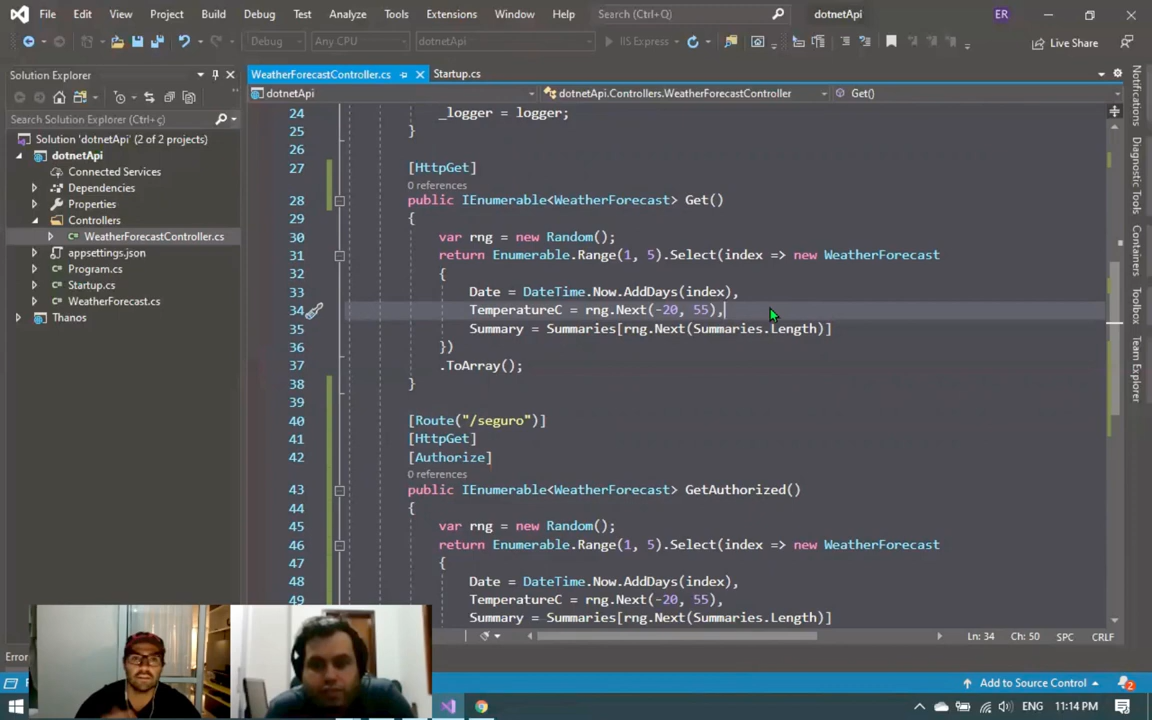 File Edit View Project Build Debug Test Analyze Tools Extensions Window Help Search (Ctrl+Q) dotnetApi ER
Debug Any CPU dotnetApi IIS Express Live Share
Solution Explorer
Search Solution Explorer (Ctrl+ç)
Solution 'dotnetApi' (2 of 2 projects)
dotnetApi
Connected Services
Dependencies
Properties
Controllers
WeatherForecastController.cs
appsettings.json
Program.cs
Startup.cs
WeatherForecast.cs
Thanos
WeatherForecastController.cs Startup.cs
dotnetApi dotnetApi.Controllers.WeatherForecastController Get()
24 _logger = logger;
25 }
26
27 [HttpGet]
0 references
28 public IEnumerable<WeatherForecast> Get()
29 {
30 var rng = new Random();
31 return Enumerable.Range(1, 5).Select(index => new WeatherForecast
32 {
33 Date = DateTime.Now.AddDays(index),
34 TemperatureC = rng.Next(-20, 55),
35 Summary = Summaries[rng.Next(Summaries.Length)]
36 })
37 .ToArray();
38 }
39
40 [Route("/seguro")]
41 [HttpGet]
42 [Authorize]
0 references
43 public IEnumerable<WeatherForecast> GetAuthorized()
44 {
45 var rng = new Random();
46 return Enumerable.Range(1, 5).Select(index => new WeatherForecast
47 {
48 Date = DateTime.Now.AddDays(index),
49 TemperatureC = rng.Next(-20, 55),
Summary = Summaries[rng.Next(Summaries.Length)]
Ln: 34 Ch: 50 SPC CRLF
Notifications
Diagnostic Tools
Containers
Toolbox
Team Explorer
Add to Source Control 2
ENG 11:14 PM